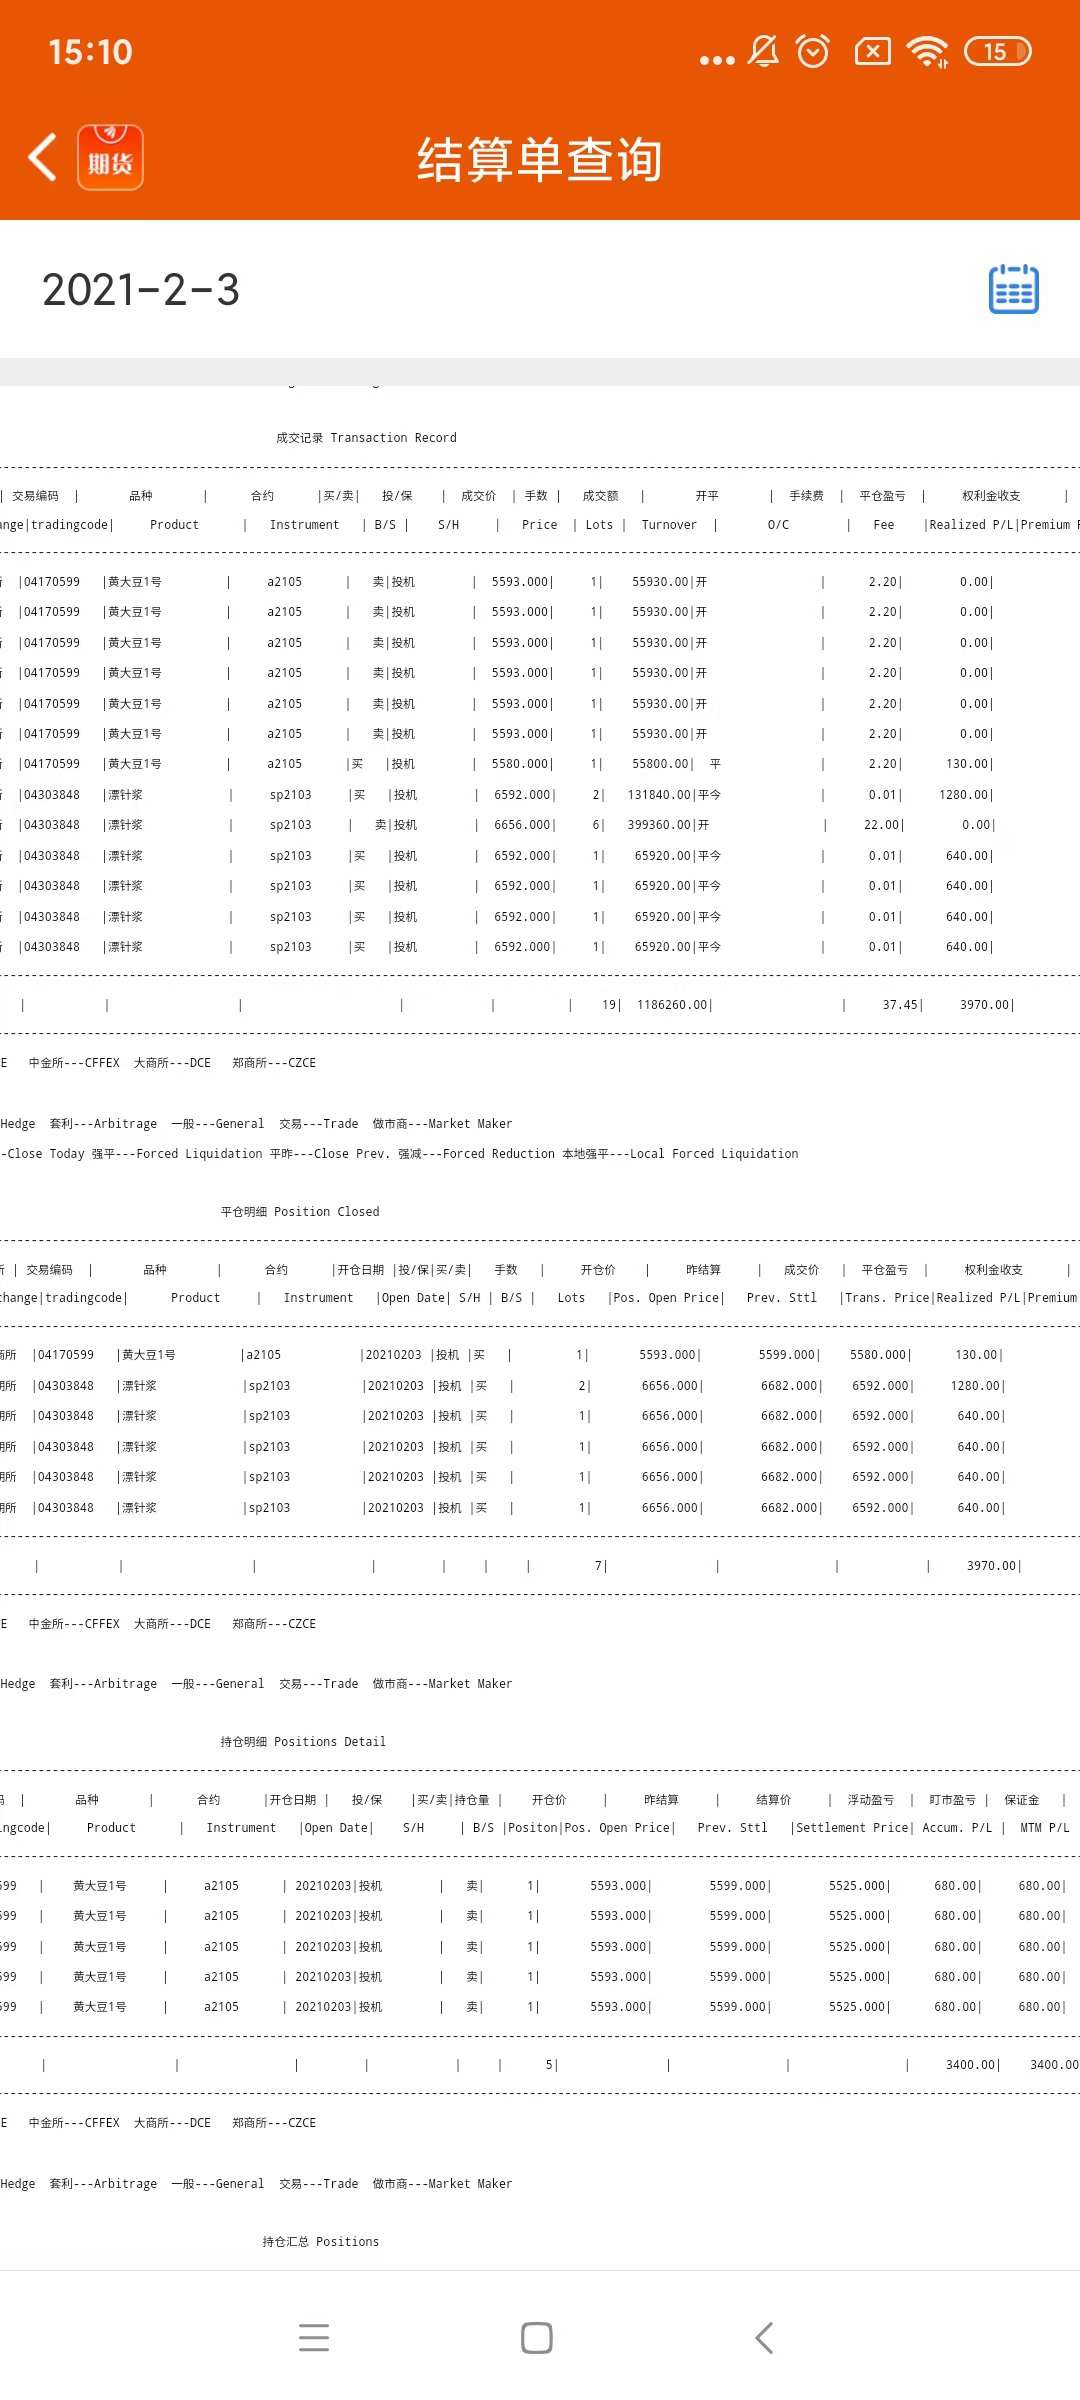 15:10
15
期货
结算单查询
2021-2-3
成交记录 Transaction Record
| 交易编码 | 品种 | 合约 |买/卖| 投/保 | 成交价 | 手数 | 成交额 | 开平 | 手续费 | 平仓盈亏 | 权利金收支 |
ange|tradingcode| Product | Instrument | B/S | S/H | Price | Lots | Turnover | O/C | Fee |Realized P/L|Premium
|04170599 |黄大豆1号 | a2105 | 卖|投机 | 5593.000| 1| 55930.00|开 | 2.20| 0.00|
|04170599 |黄大豆1号 | a2105 | 卖|投机 | 5593.000| 1| 55930.00|开 | 2.20| 0.00|
|04170599 |黄大豆1号 | a2105 | 卖|投机 | 5593.000| 1| 55930.00|开 | 2.20| 0.00|
|04170599 |黄大豆1号 | a2105 | 卖|投机 | 5593.000| 1| 55930.00|开 | 2.20| 0.00|
|04170599 |黄大豆1号 | a2105 | 卖|投机 | 5593.000| 1| 55930.00|开 | 2.20| 0.00|
|04170599 |黄大豆1号 | a2105 | 卖|投机 | 5593.000| 1| 55930.00|开 | 2.20| 0.00|
|04170599 |黄大豆1号 | a2105 |买 |投机 | 5580.000| 1| 55800.00| 平 | 2.20| 130.00|
|04303848 |漂针浆 | sp2103 |买 |投机 | 6592.000| 2| 131840.00|平今 | 0.01| 1280.00|
|04303848 |漂针浆 | sp2103 | 卖|投机 | 6656.000| 6| 399360.00|开 | 22.00| 0.00|
|04303848 |漂针浆 | sp2103 |买 |投机 | 6592.000| 1| 65920.00|平今 | 0.01| 640.00|
|04303848 |漂针浆 | sp2103 |买 |投机 | 6592.000| 1| 65920.00|平今 | 0.01| 640.00|
|04303848 |漂针浆 | sp2103 |买 |投机 | 6592.000| 1| 65920.00|平今 | 0.01| 640.00|
|04303848 |漂针浆 | sp2103 |买 |投机 | 6592.000| 1| 65920.00|平今 | 0.01| 640.00|
| | | | | | 19| 1186260.00| | 37.45| 3970.00|
E 中金所---CFFEX 大商所---DCE 郑商所---CZCE
Hedge 套利---Arbitrage 一般---General 交易---Trade 做市商---Market Maker
-Close Today 强平---Forced Liquidation 平昨---Close Prev. 强减---Forced Reduction 本地强平---Local Forced Liquidation
平仓明细 Position Closed
所 | 交易编码 | 品种 | 合约 |开仓日期 |投/保|买/卖| 手数 | 开仓价 | 昨结算 | 成交价 | 平仓盈亏 | 权利金收支 |
change|tradingcode| Product | Instrument |Open Date| S/H | B/S | Lots |Pos. Open Price| Prev. Sttl |Trans. Price|Realized P/L|Premium
商所 |04170599 |黄大豆1号 |a2105 |20210203 |投机 |买 | 1| 5593.000| 5599.000| 5580.000| 130.00|
期所 |04303848 |漂针浆 |sp2103 |20210203 |投机 |买 | 2| 6656.000| 6682.000| 6592.000| 1280.00|
期所 |04303848 |漂针浆 |sp2103 |20210203 |投机 |买 | 1| 6656.000| 6682.000| 6592.000| 640.00|
期所 |04303848 |漂针浆 |sp2103 |20210203 |投机 |买 | 1| 6656.000| 6682.000| 6592.000| 640.00|
期所 |04303848 |漂针浆 |sp2103 |20210203 |投机 |买 | 1| 6656.000| 6682.000| 6592.000| 640.00|
期所 |04303848 |漂针浆 |sp2103 |20210203 |投机 |买 | 1| 6656.000| 6682.000| 6592.000| 640.00|
| | | | | | | 7| | | | 3970.00|
E 中金所---CFFEX 大商所---DCE 郑商所---CZCE
Hedge 套利---Arbitrage 一般---General 交易---Trade 做市商---Market Maker
持仓明细 Positions Detail
码 | 品种 | 合约 |开仓日期 | 投/保 |买/卖|持仓量 | 开仓价 | 昨结算 | 结算价 | 浮动盈亏 | 盯市盈亏 | 保证金 |
ingcode| Product | Instrument |Open Date| S/H | B/S |Positon|Pos. Open Price| Prev. Sttl |Settlement Price| Accum. P/L | MTM P/L
599 | 黄大豆1号 | a2105 | 20210203|投机 | 卖| 1| 5593.000| 5599.000| 5525.000| 680.00| 680.00|
599 | 黄大豆1号 | a2105 | 20210203|投机 | 卖| 1| 5593.000| 5599.000| 5525.000| 680.00| 680.00|
599 | 黄大豆1号 | a2105 | 20210203|投机 | 卖| 1| 5593.000| 5599.000| 5525.000| 680.00| 680.00|
599 | 黄大豆1号 | a2105 | 20210203|投机 | 卖| 1| 5593.000| 5599.000| 5525.000| 680.00| 680.00|
599 | 黄大豆1号 | a2105 | 20210203|投机 | 卖| 1| 5593.000| 5599.000| 5525.000| 680.00| 680.00|
| | | | | | 5| | | | 3400.00| 3400.00
E 中金所---CFFEX 大商所---DCE 郑商所---CZCE
Hedge 套利---Arbitrage 一般---General 交易---Trade 做市商---Market Maker
持仓汇总 Positions